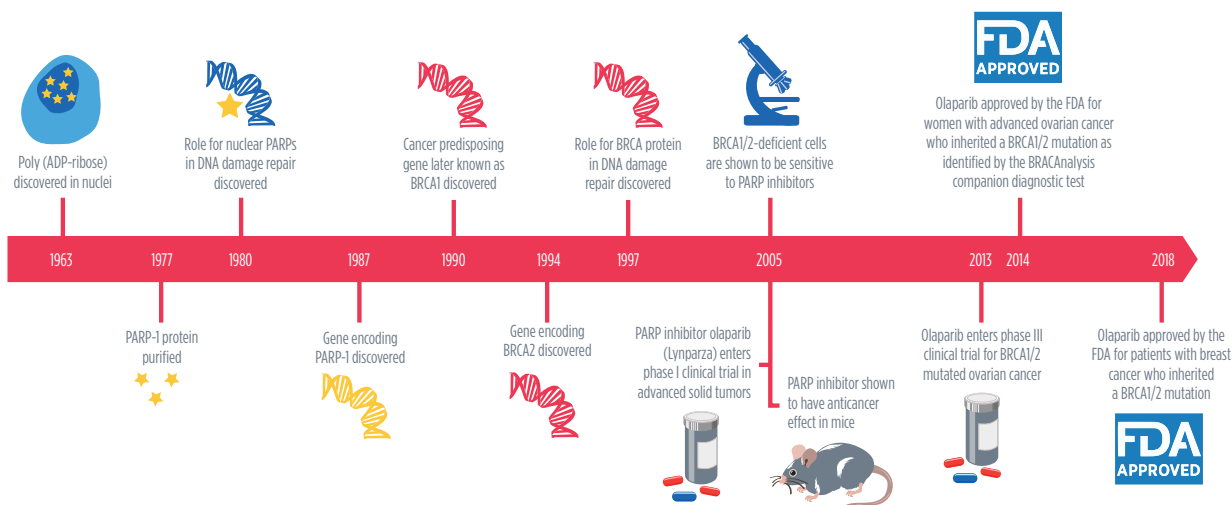 Poly (ADP-ribose)
discovered in nuclei
Role for nuclear PARPs
in DNA damage repair
discovered
Cancer predisposing
gene later known as
BRCA1 discovered
Role for BRCA protein
in DNA damage
repair discovered
BRCA1/2-deficient cells
are shown to be sensitive
to PARP inhibitors
FDA
APPROVED
Olaparib approved by the FDA for
women with advanced ovarian cancer
who inherited a BRCA1/2 mutation as
identified by the BRACAnalysis
companion diagnostic test
1963
1977
1980
1987
1990
1994
1997
2005
2013
2014
2018
PARP-1 protein
purified
Gene encoding
PARP-1 discovered
Gene encoding
BRCA2 discovered
PARP inhibitor olaparib
(Lynparza) enters
phase I clinical trial in
advanced solid tumors
PARP inhibitor shown
to have anticancer
effect in mice
Olaparib enters phase III
clinical trial for BRCA1/2
mutated ovarian cancer
Olaparib approved by the
FDA for patients with breast
cancer who inherited
a BRCA1/2 mutation
FDA
APPROVED